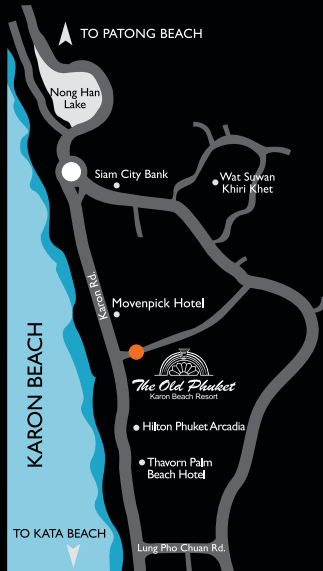 TO PATONG BEACH
Nong Han
Lake
Siam City Bank
Wat Suwan
Khiri Khet
Karon Rd.
Movenpick Hotel
The Old Phuket
Karon Beach Resort
KARON BEACH
Hilton Phuket Arcadia
Thavorn Palm
Beach Hotel
TO KATA BEACH
Lung Pho Chuan Rd.